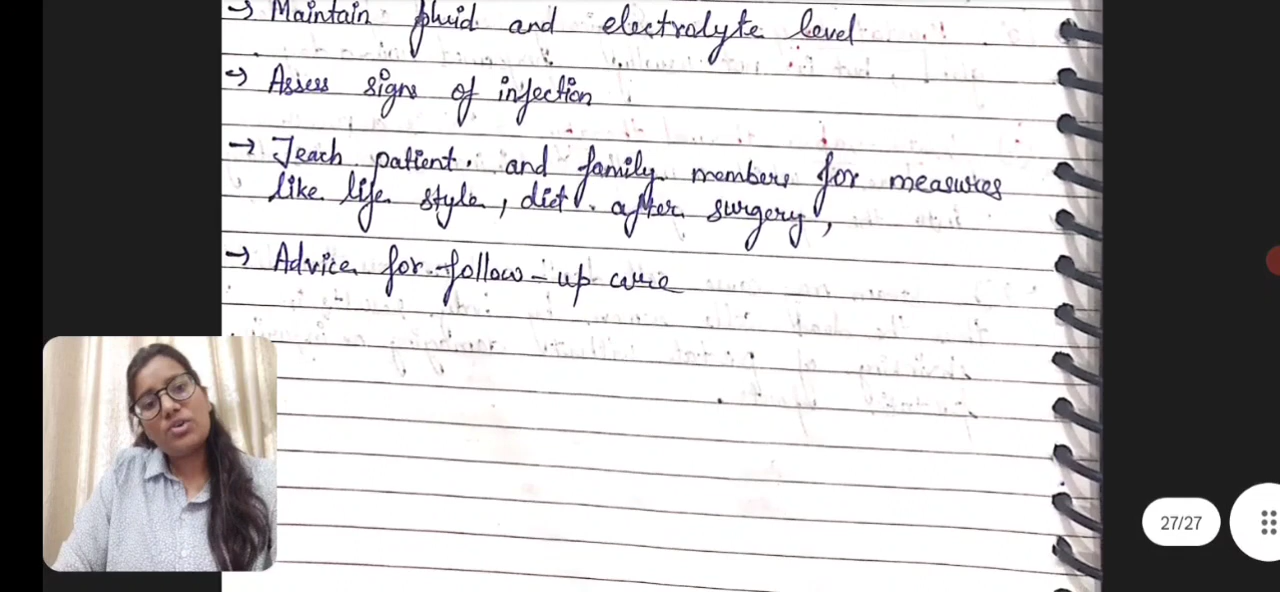 → Maintain fluid and electrolyte level
→ Assess signs of infection
→ Teach patient and family members for measures
like life style, diet after surgery,
→ Advice for follow-up care
27/27